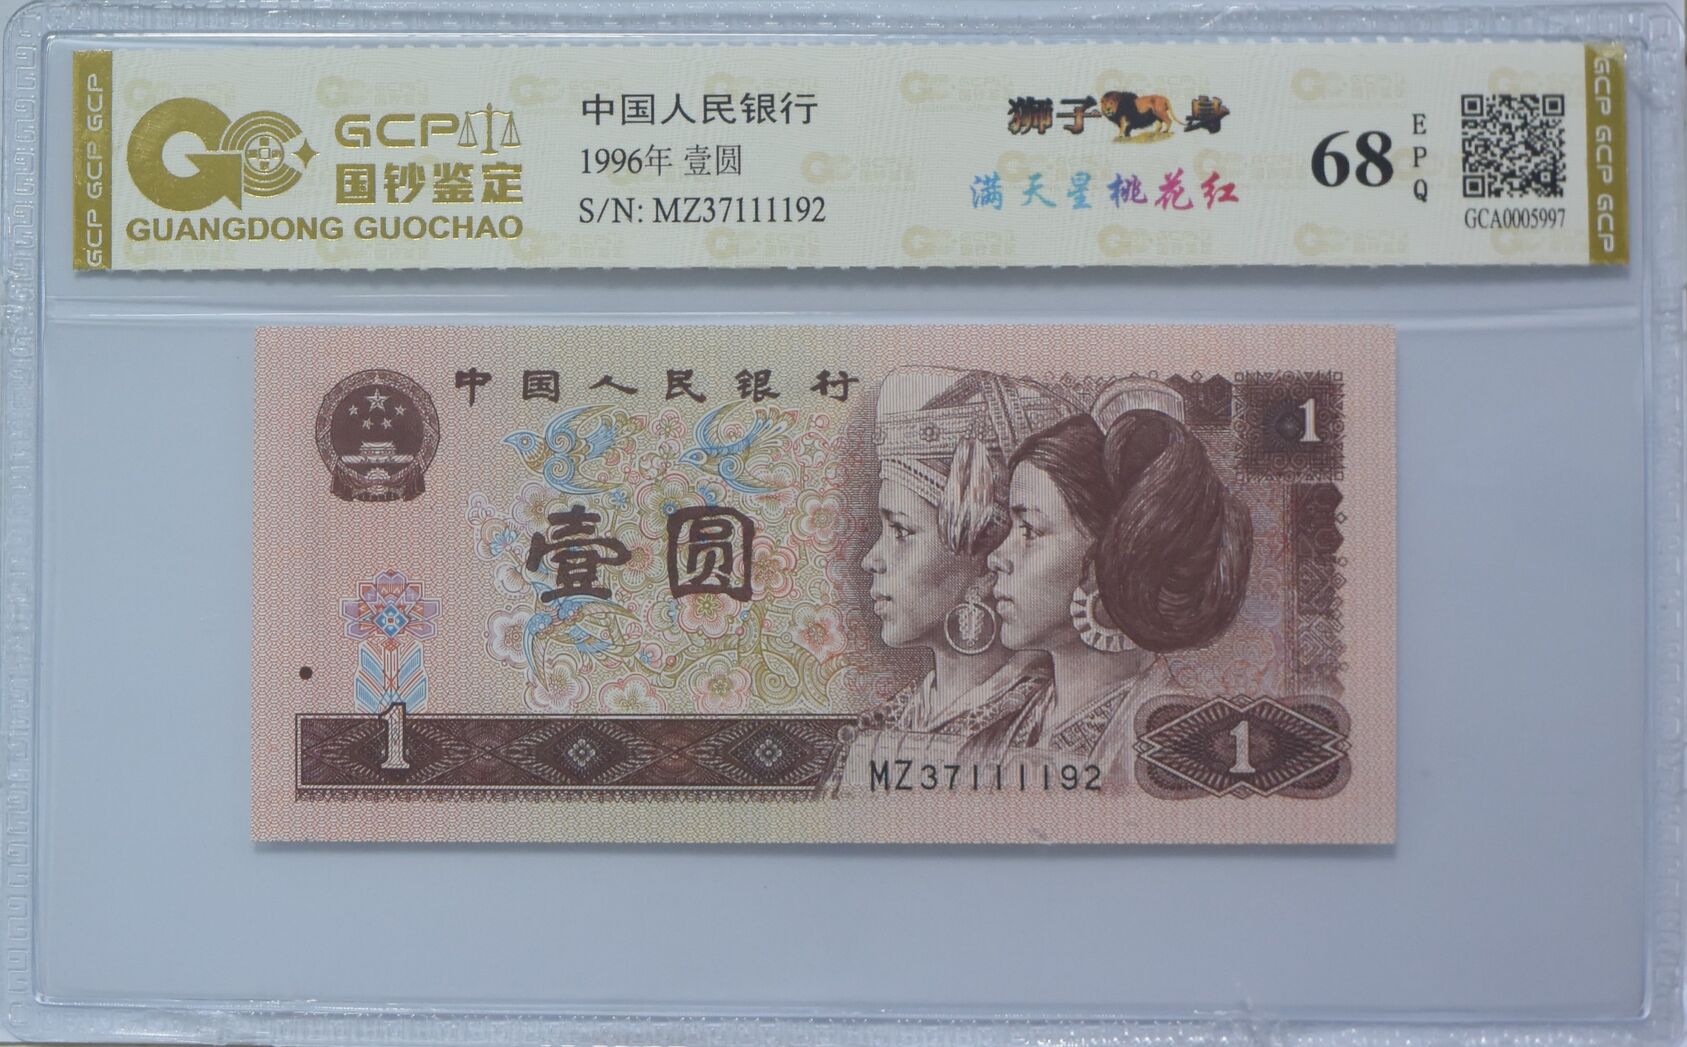 GCP GCP GCP
GCP
国钞鉴定
GUANGDONG GUOCHAO
中国人民银行
1996年 壹圆
S/N: MZ37111192
狮子身
满天星桃花红
68
EPQ
GCA0005997
GCP GCP GCP
中国人民银行
1
壹圆
1
1
MZ37111192